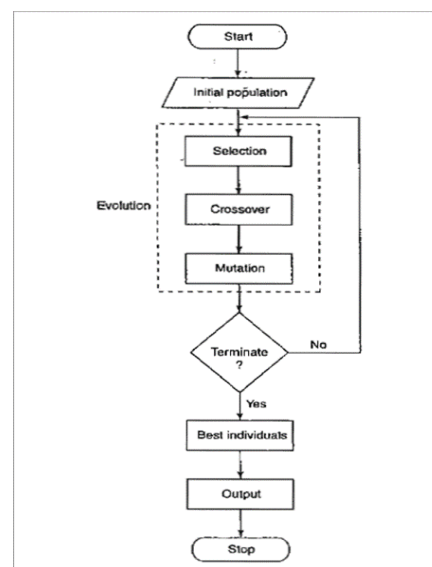 Start
Initial population
Selection
Evolution
Crossover
Mutation
Terminate
?
No
Yes
Best individuals
Output
Stop